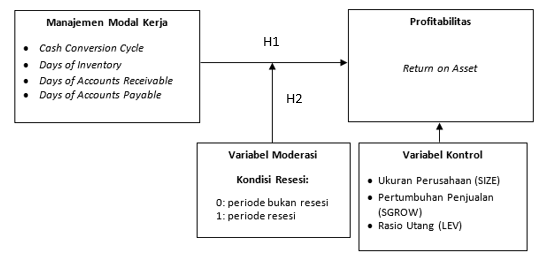 Manajemen Modal Kerja
• Cash Conversion Cycle
• Days of Inventory
• Days of Accounts Receivable
• Days of Accounts Payable
H1
H2
Profitabilitas
Return on Asset
Variabel Moderasi
Kondisi Resesi:
0: periode bukan resesi
1: periode resesi
Variabel Kontrol
• Ukuran Perusahaan (SIZE)
• Pertumbuhan Penjualan
(SGROW)
• Rasio Utang (LEV)